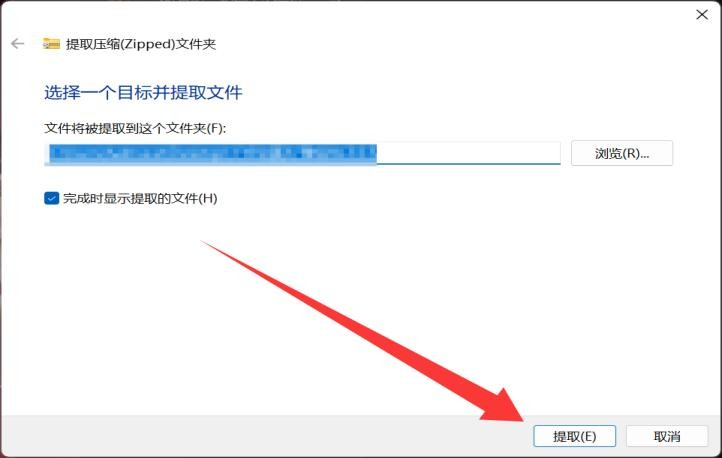 提取压缩(Zipped)文件夹
选择一个目标并提取文件
文件将被提取到这个文件夹(F):
浏览(R)...
完成时显示提取的文件(H)
提取(E)
取消